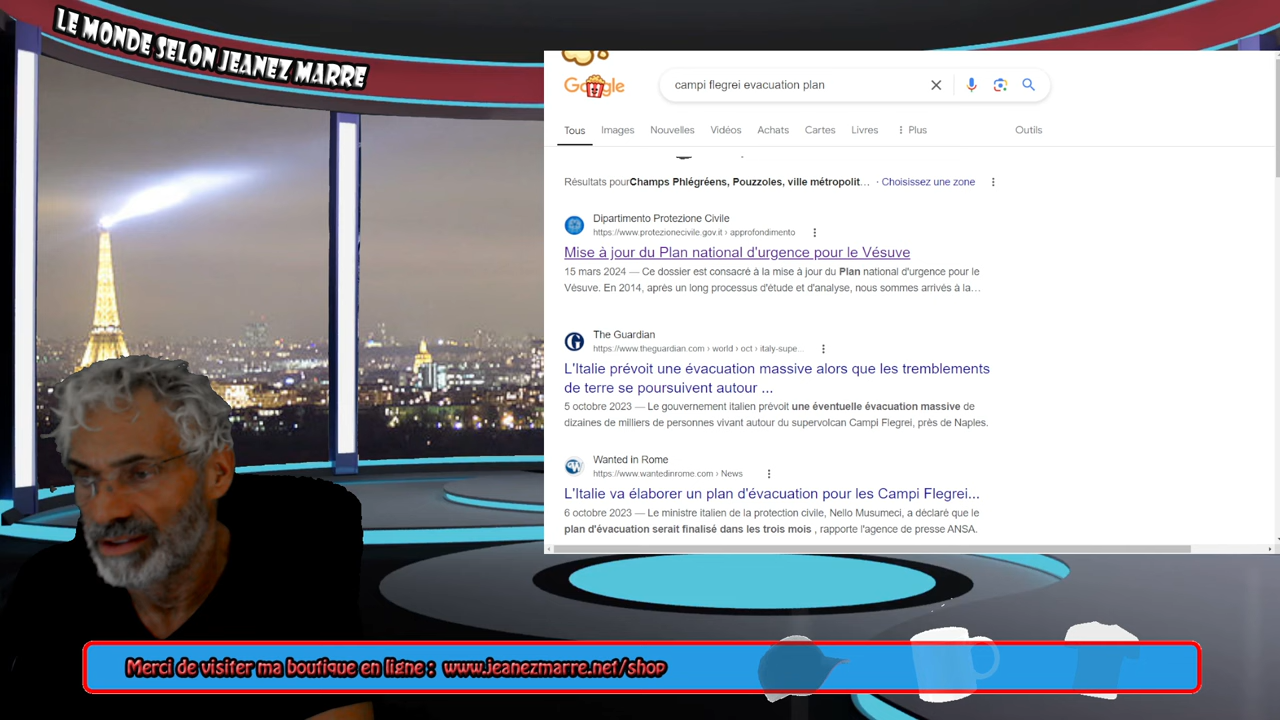 LE MONDE SELON JEANEZ MARRE
Google
campi flegrei evacuation plan
Tous Images Nouvelles Vidéos Achats Cartes Livres Plus Outils
Résultats pourChamps Phlégréens, Pouzzoles, ville métropolit... · Choisissez une zone
Dipartimento Protezione Civile
https://www.protezionecivile.gov.it › approfondimento
Mise à jour du Plan national d'urgence pour le Vésuve
15 mars 2024 — Ce dossier est consacré à la mise à jour du Plan national d'urgence pour le
Vésuve. En 2014, après un long processus d'étude et d'analyse, nous sommes arrivés à la...
The Guardian
https://www.theguardian.com › world › oct › italy-supe...
L'Italie prévoit une évacuation massive alors que les tremblements
de terre se poursuivent autour ...
5 octobre 2023 — Le gouvernement italien prévoit une éventuelle évacuation massive de
dizaines de milliers de personnes vivant autour du supervolcan Campi Flegrei, près de Naples.
Wanted in Rome
https://www.wantedinrome.com › News
L'Italie va élaborer un plan d'évacuation pour les Campi Flegrei...
6 octobre 2023 — Le ministre italien de la protection civile, Nello Musumeci, a déclaré que le
plan d'évacuation serait finalisé dans les trois mois , rapporte l'agence de presse ANSA.
Merci de visiter ma boutique en ligne : www.jeanezmarre.net/shop